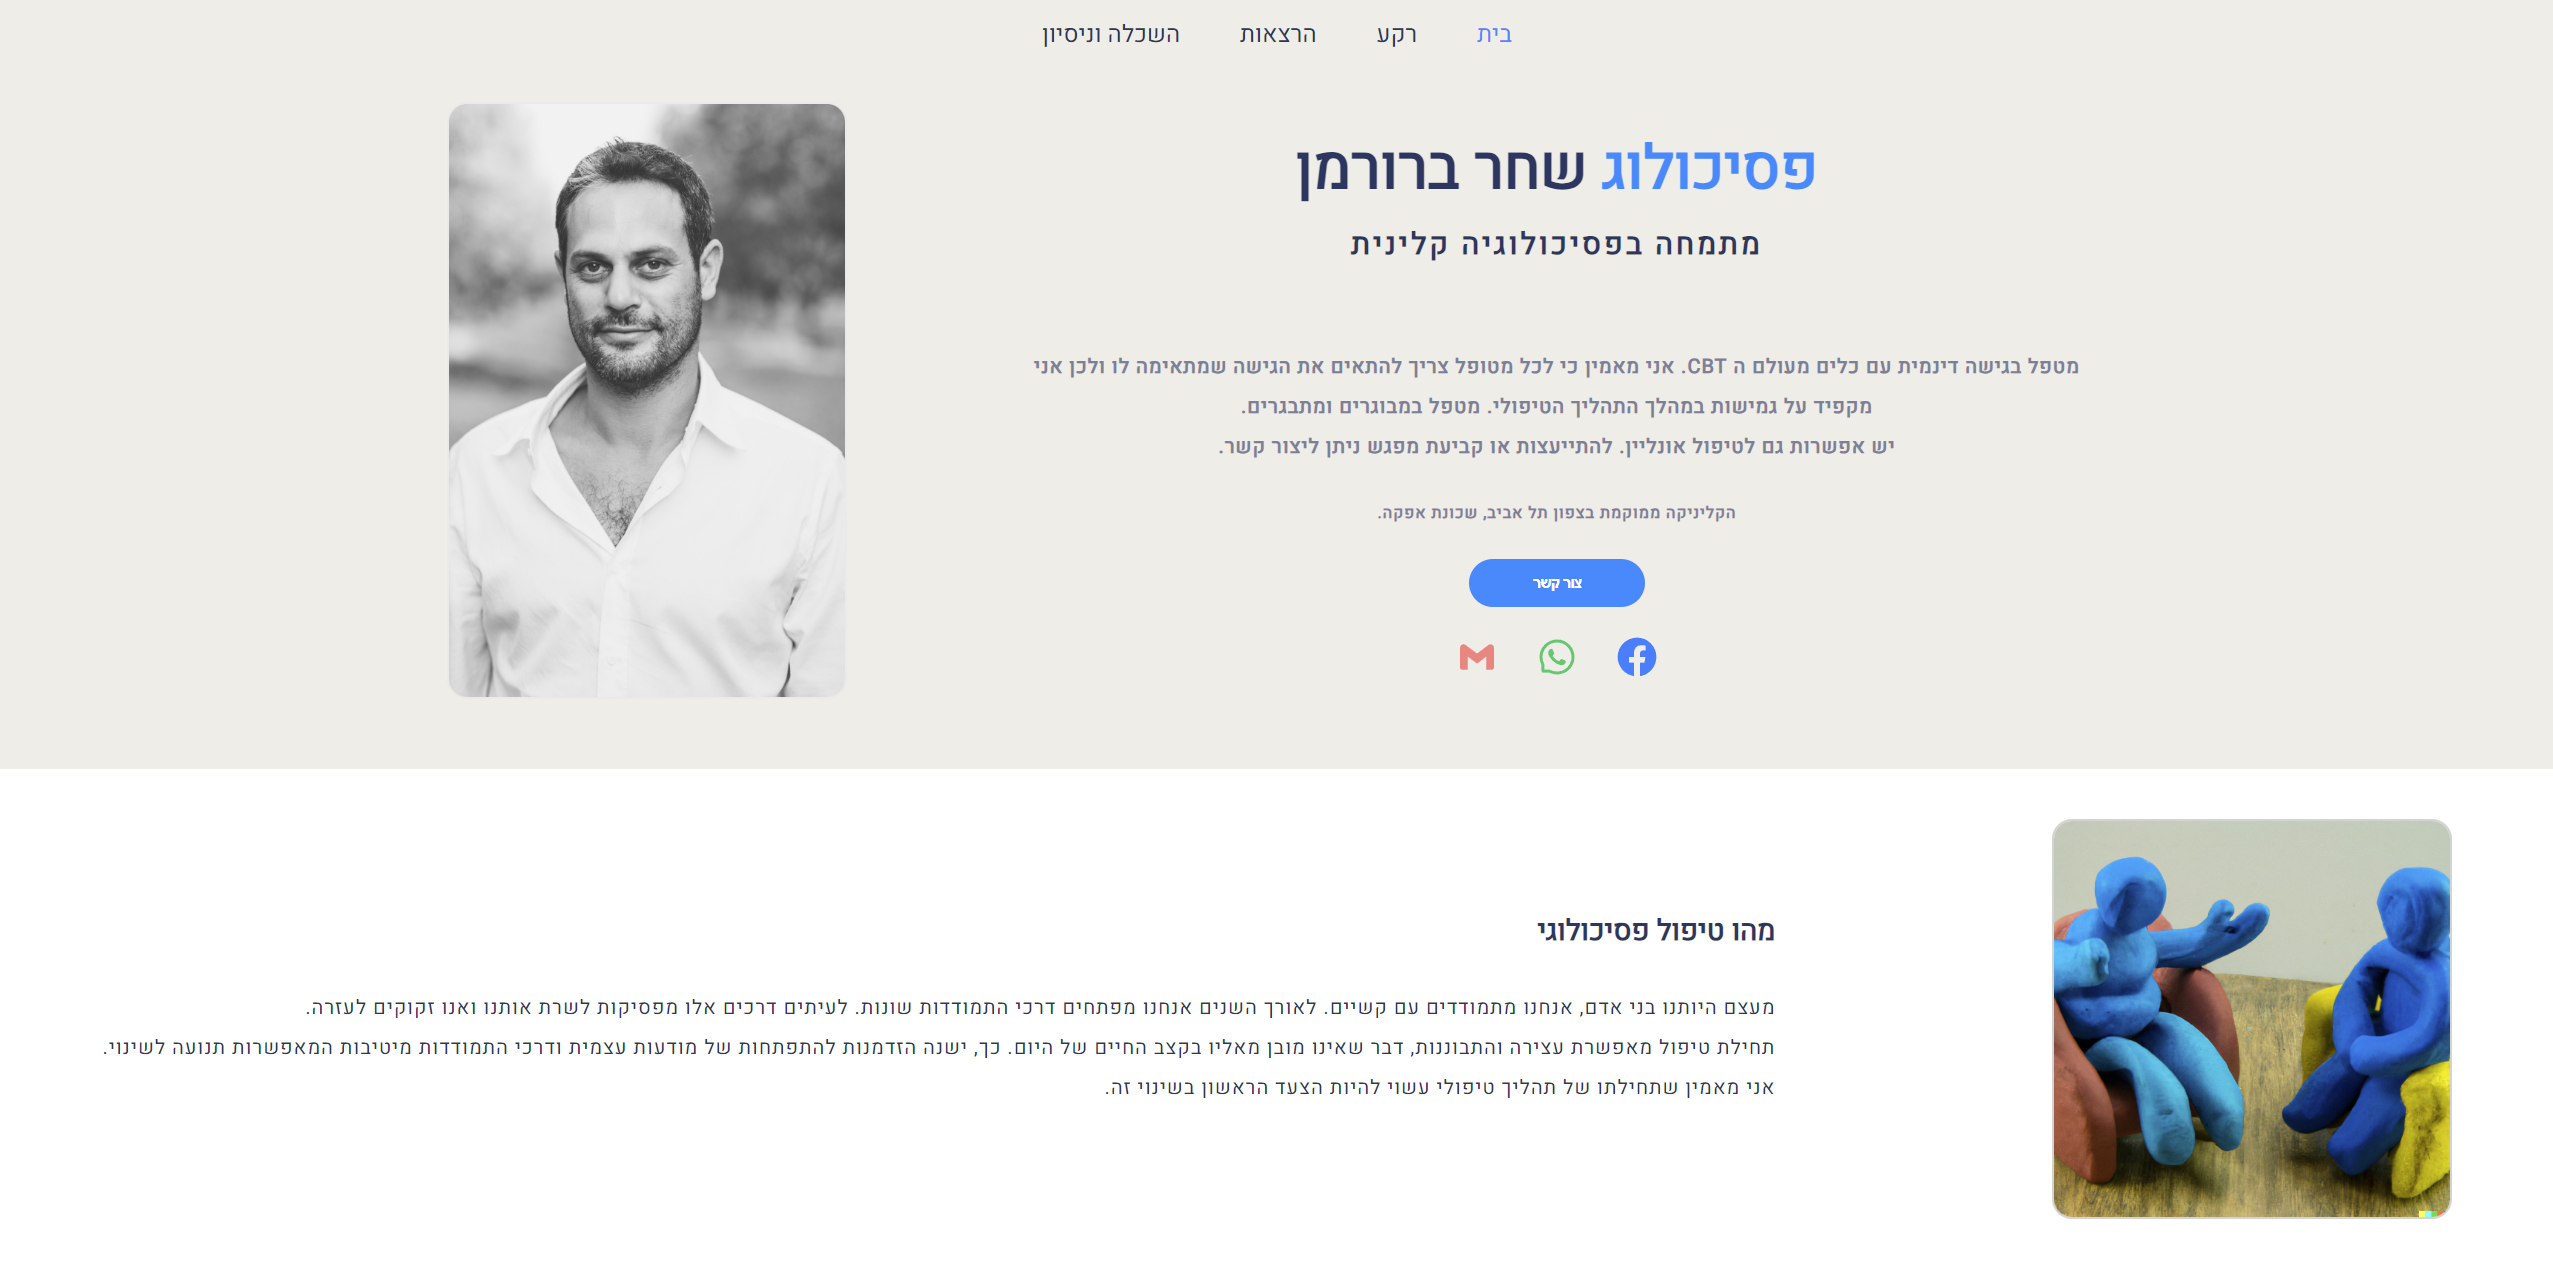 בית
רקע
הרצאות
השכלה וניסיון
פסיכולוג שחר ברורמן
מתמחה בפסיכולוגיה קלינית
מטפל בגישה דינמית עם כלים מעולם ה CBT. אני מאמין כי לכל מטופל צריך להתאים את הגישה שמתאימה לו ולכן אני
מקפיד על גמישות במהלך התהליך הטיפולי. מטפל במבוגרים ומתבגרים.
יש אפשרות גם לטיפול אונליין. להתייעצות או קביעת מפגש ניתן ליצור קשר.
הקליניקה ממוקמת בצפון תל אביב, שכונת אפקה.
צור קשר
מהו טיפול פסיכולוגי
מעצם היותנו בני אדם, אנחנו מתמודדים עם קשיים. לאורך השנים אנחנו מפתחים דרכי התמודדות שונות. לעיתים דרכים אלו מפסיקות לשרת אותנו ואנו זקוקים לעזרה.
תחילת טיפול מאפשרת עצירה והתבוננות, דבר שאינו מובן מאליו בקצב החיים של היום. כך, ישנה הזדמנות להתפתחות של מודעות עצמית ודרכי התמודדות מיטיבות המאפשרות תנועה לשינוי.
אני מאמין שתחילתו של תהליך טיפולי עשוי להיות הצעד הראשון בשינוי זה.